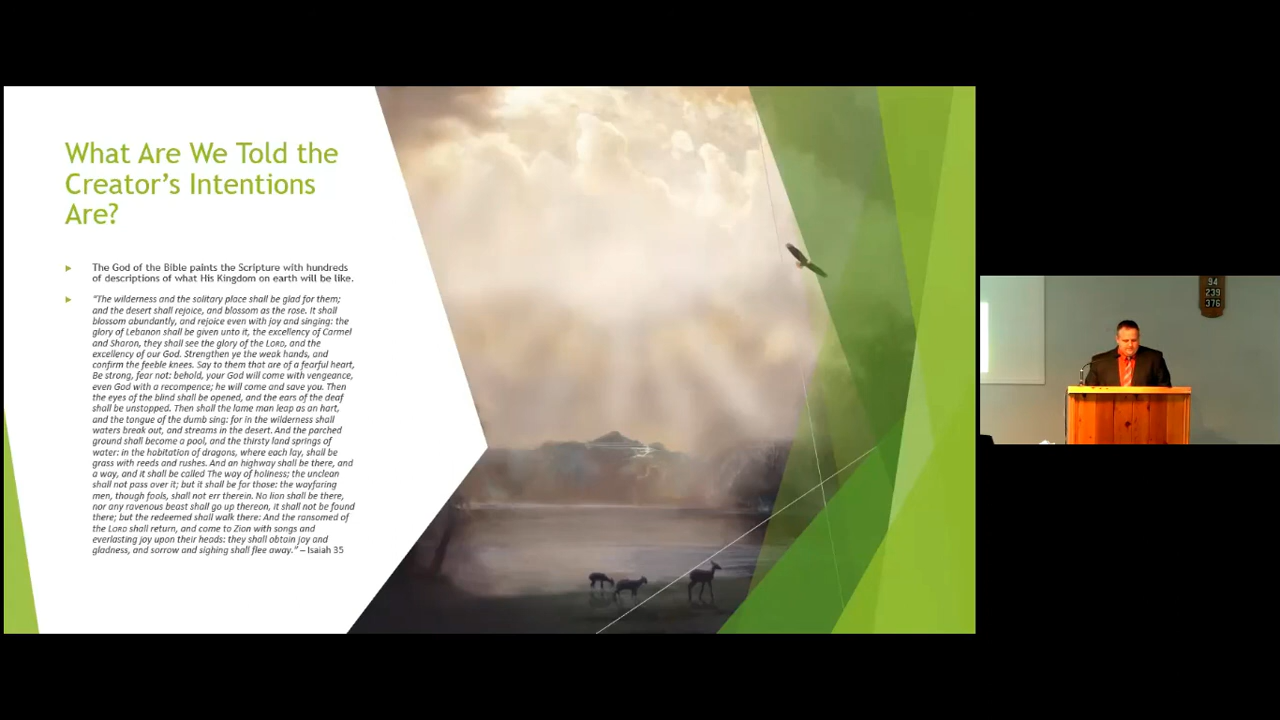 What Are We Told the
Creator's Intentions
Are?
The God of the Bible paints the Scripture with hundreds
of descriptions of what His Kingdom on earth will be like.
"The wilderness and the solitary place shall be glad for them;
and the desert shall rejoice, and blossom as the rose. It shall
blossom abundantly, and rejoice even with joy and singing: the
glory of Lebanon shall be given unto it, the excellency of Carmel
and Sharon, they shall see the glory of the LORD, and the
excellency of our God. Strengthen ye the weak hands, and
confirm the feeble knees. Say to them that are of a fearful heart,
Be strong, fear not: behold, your God will come with vengeance,
even God with a recompence; he will come and save you. Then
the eyes of the blind shall be opened, and the ears of the deaf
shall be unstopped. Then shall the lame man leap as an hart,
and the tongue of the dumb sing: for in the wilderness shall
waters break out, and streams in the desert. And the parched
ground shall become a pool, and the thirsty land springs of
water: in the habitation of dragons, where each lay, shall be
grass with reeds and rushes. And an highway shall be there, and
a way, and it shall be called The way of holiness; the unclean
shall not pass over it; but it shall be for those: the wayfaring
men, though fools, shall not err therein. No lion shall be there,
nor any ravenous beast shall go up thereon, it shall not be found
there; but the redeemed shall walk there: And the ransomed of
the LORD shall return, and come to Zion with songs and
everlasting joy upon their heads: they shall obtain joy and
gladness, and sorrow and sighing shall flee away." – Isaiah 35
94
239
376